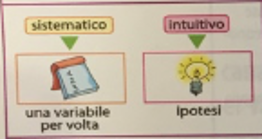 sistematico
intuitivo
una variabile
per volta
ipotesi